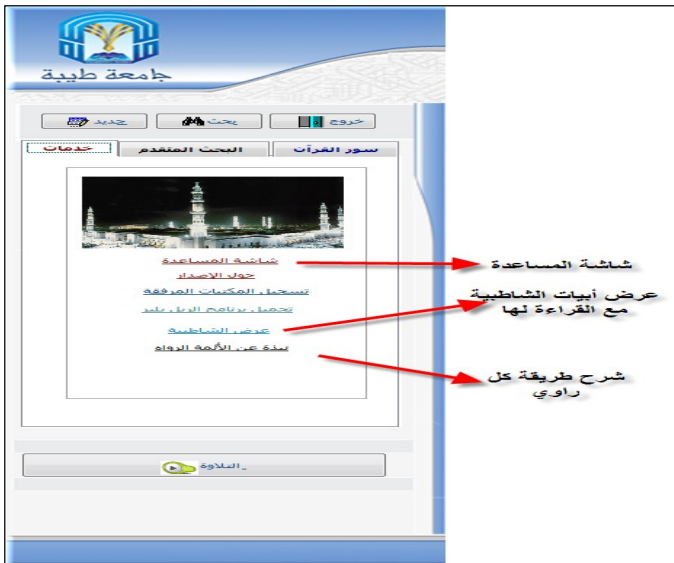 جامعة طيبة
خروج
بحث
جديد
سور القرآن
البحث المتقدم
خدمات
شاشة المساعدة
حول الإصدار
تسجيل المكتبات المرفقة
تحميل برنامج الريل بلير
عرض الشاطبية
نبذة عن الأئمة الرواه
التلاوة
شاشة المساعدة
عرض أبيات الشاطبية
مع القراءة لها
شرح طريقة كل
راوي